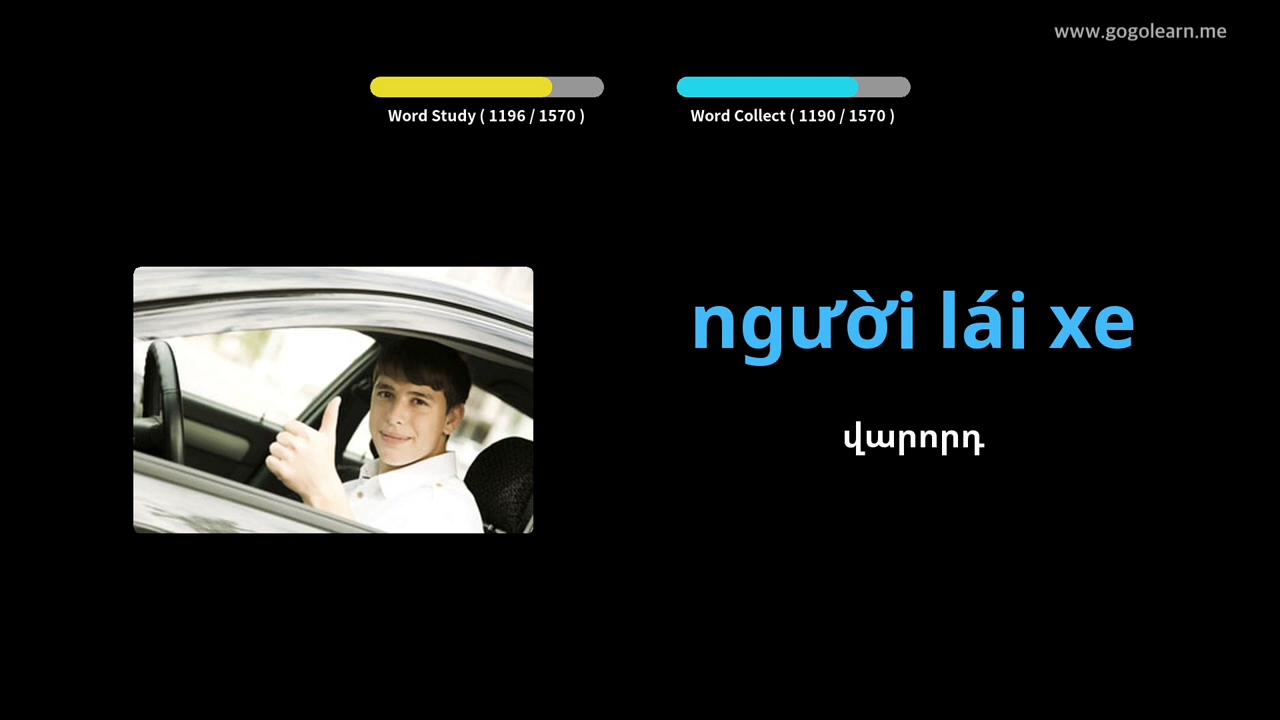 www.gogolearn.me
Word Study ( 1196 / 1570 )
Word Collect ( 1190 / 1570 )
người lái xe
վարորդ